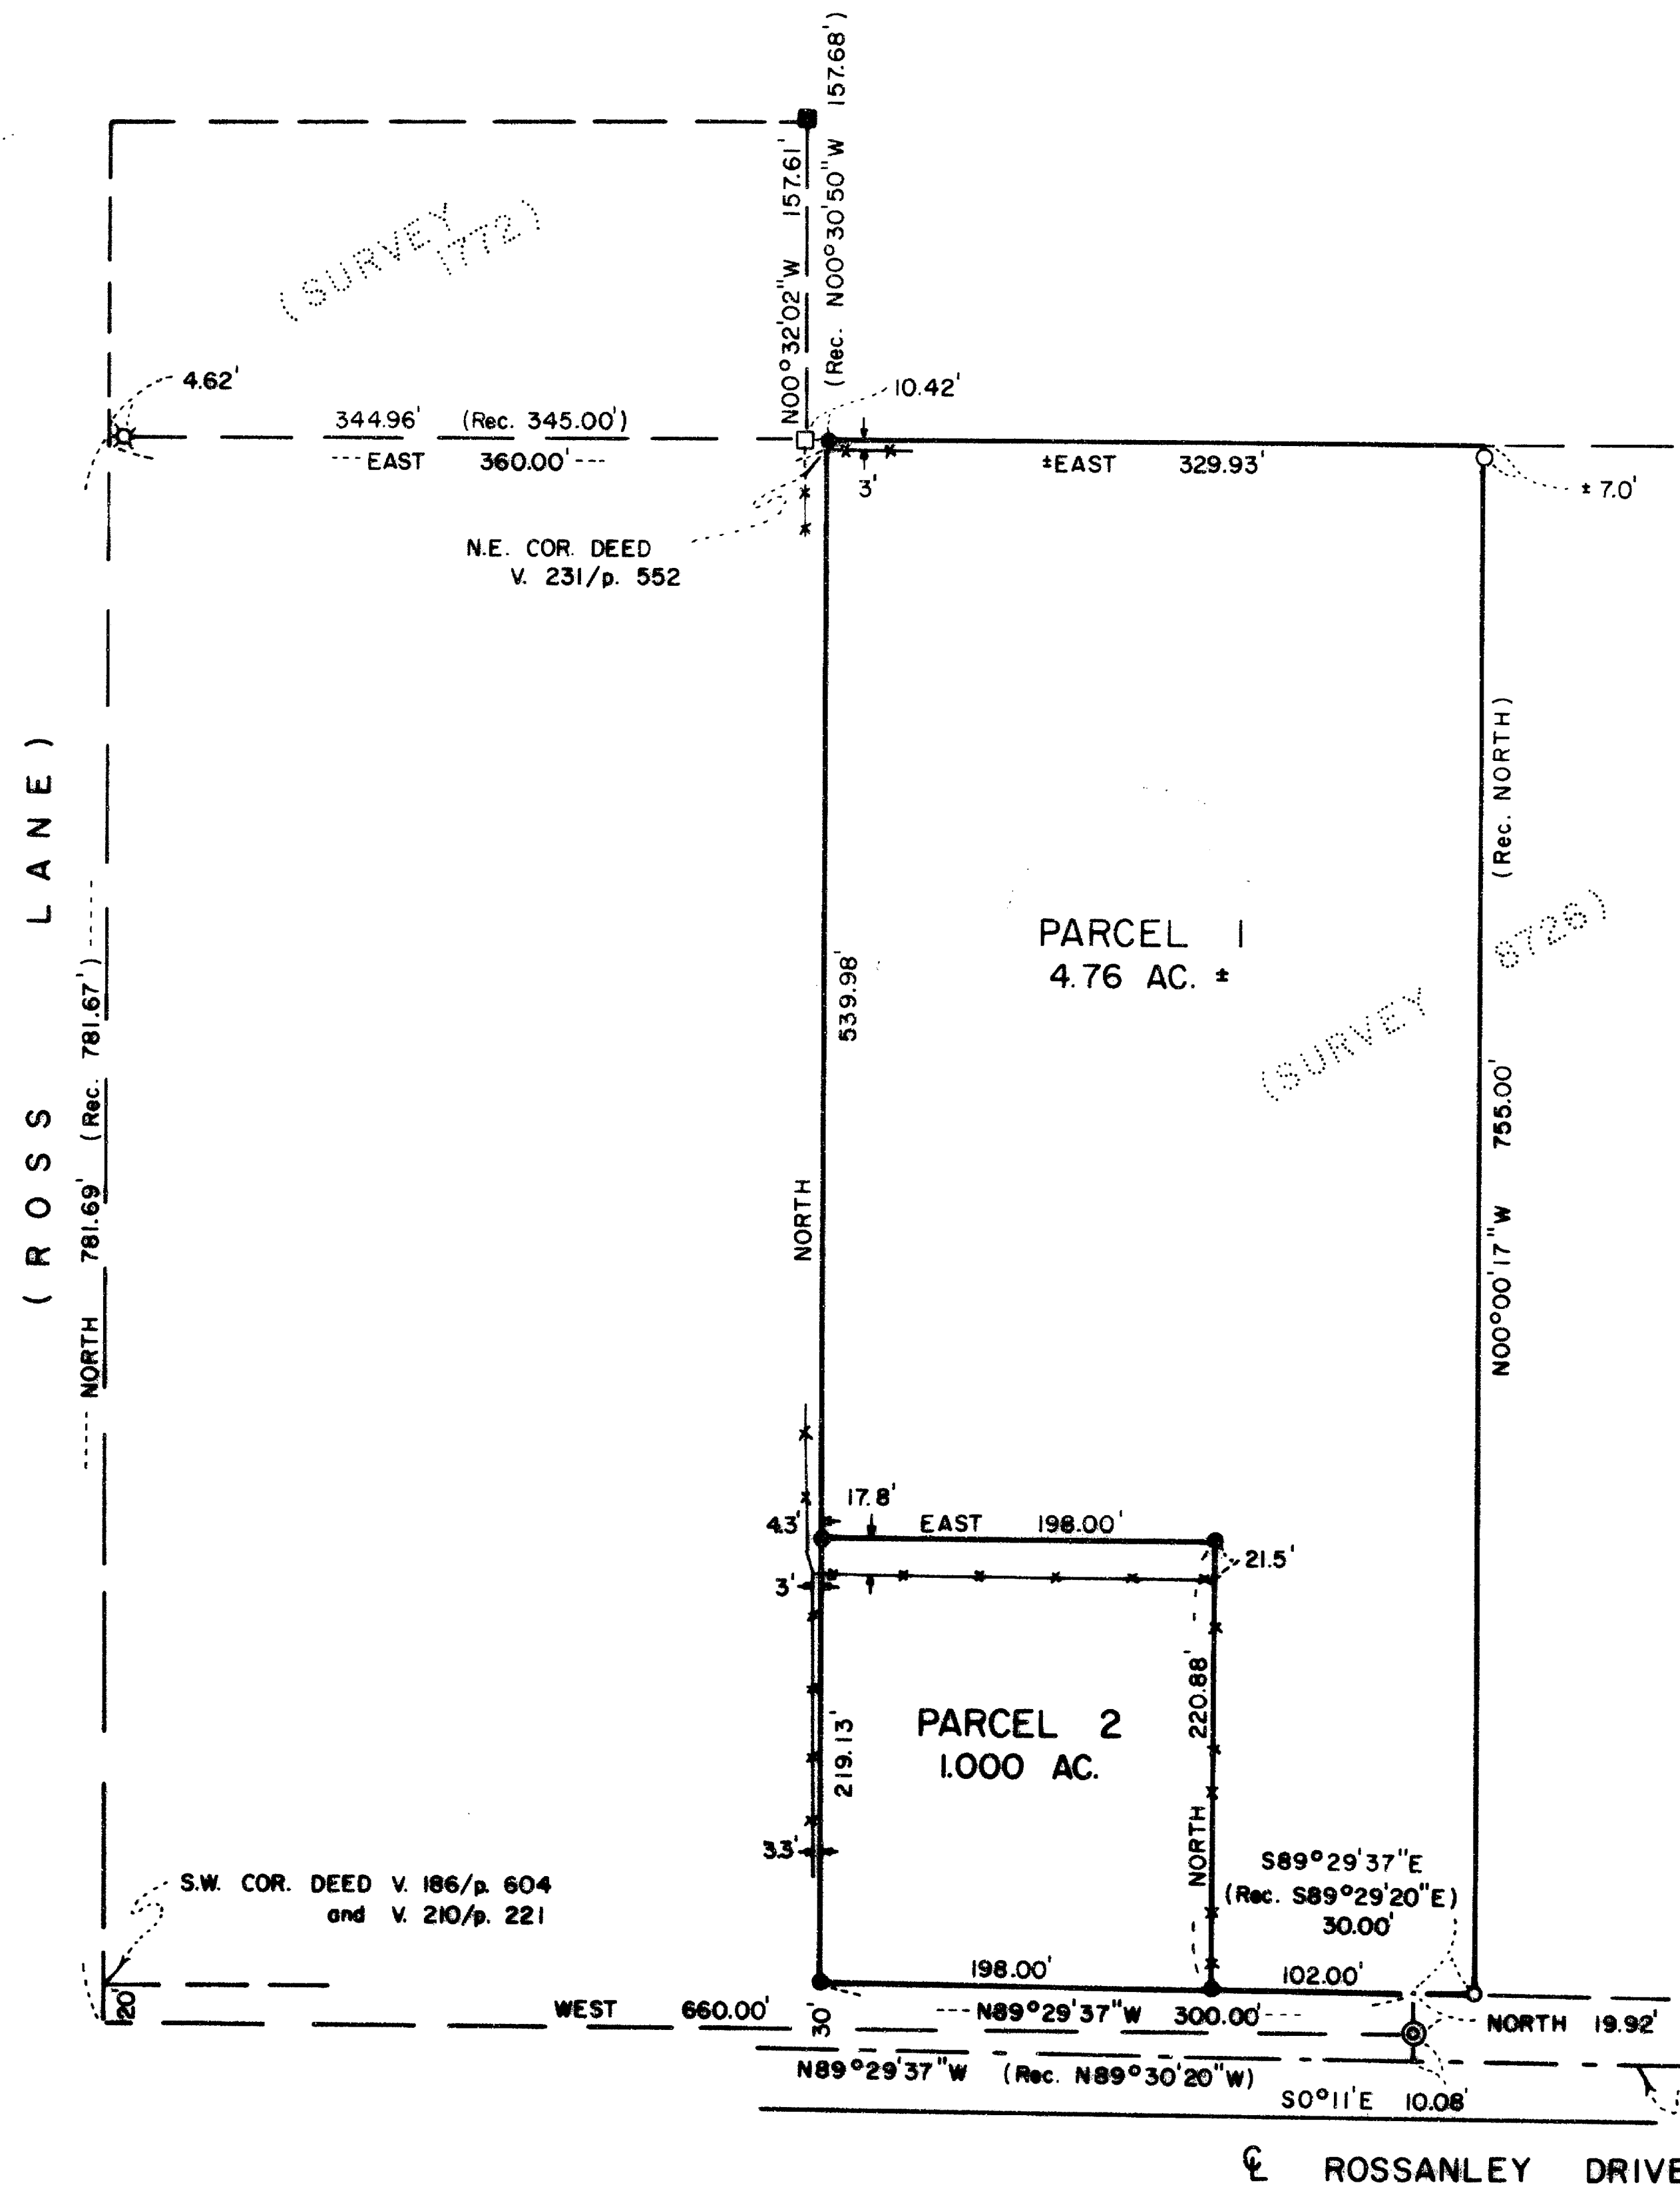 (Rec. N00°30'50"W 157.68')
N00°32'02"W 157.61'
(SURVEY
1772)
4.62'
10.42'
344.96' (Rec. 345.00')
---EAST 360.00'---
±EAST 329.93'
3'
± 7.0'
N.E. COR. DEED
V. 231/p. 552
(ROSS LANE)
----- NORTH 781.69' (Rec. 781.67') -----
NORTH
539.98'
PARCEL 1
4.76 AC. ±
(Rec. NORTH)
N00°00'17"W 755.00'
(SURVEY
8726)
17.8'
4.3'
EAST 198.00'
21.5'
3'
219.13'
PARCEL 2
1.000 AC.
NORTH
220.88'
3.3'
S89°29'37"E
(Rec. S89°29'20"E)
30.00'
S.W. COR. DEED V. 186/p. 604
and V. 210/p. 221
198.00'
102.00'
20'
WEST 660.00'
30'
---N89°29'37"W 300.00'---
NORTH 19.92'
N89°29'37"W (Rec. N89°30'20"W)
S0°11'E 10.08'
℄ ROSSANLEY DRIVE